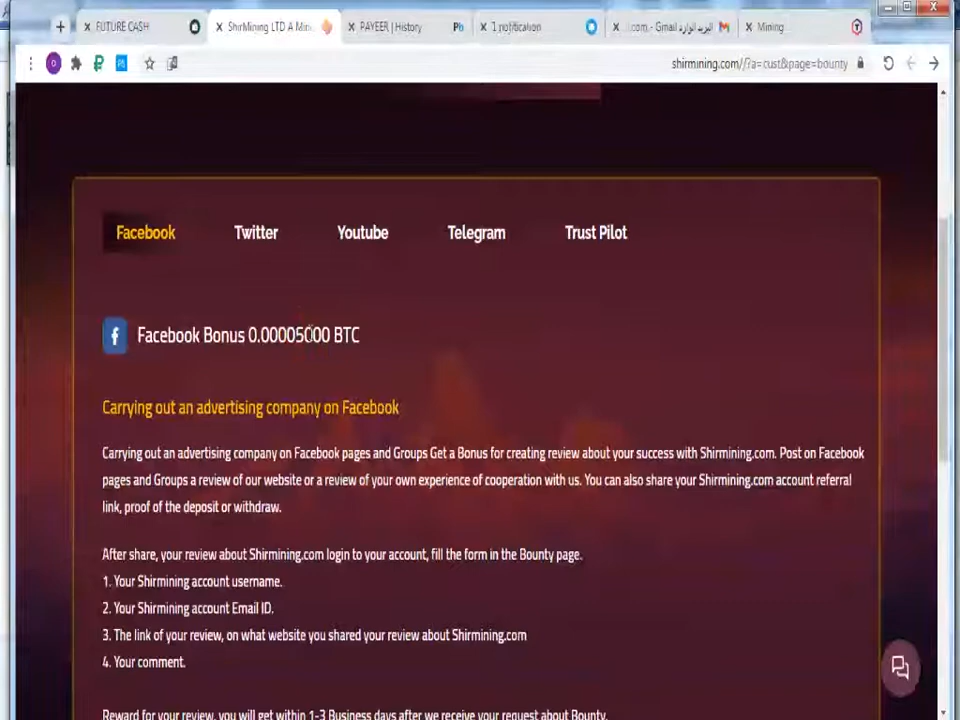 FUTURE CASH
ShirMining LTD A Mini
PAYEER | History
1 notification
.com - Gmail البريد الوارد
Mining
shirmining.com//?a=cust&page=bounty
Facebook
Twitter
Youtube
Telegram
Trust Pilot
Facebook Bonus 0.00005000 BTC
Carrying out an advertising company on Facebook
Carrying out an advertising company on Facebook pages and Groups Get a Bonus for creating review about your success with Shirmining.com. Post on Facebook
pages and Groups a review of our website or a review of your own experience of cooperation with us. You can also share your Shirmining.com account referral
link, proof of the deposit or withdraw.
After share, your review about Shirmining.com login to your account, fill the form in the Bounty page.
1. Your Shirmining account username.
2. Your Shirmining account Email ID.
3. The link of your review, on what website you shared your review about Shirmining.com
4. Your comment.
Reward for your review, you will get within 1-3 Business days after we receive your request about Bounty.